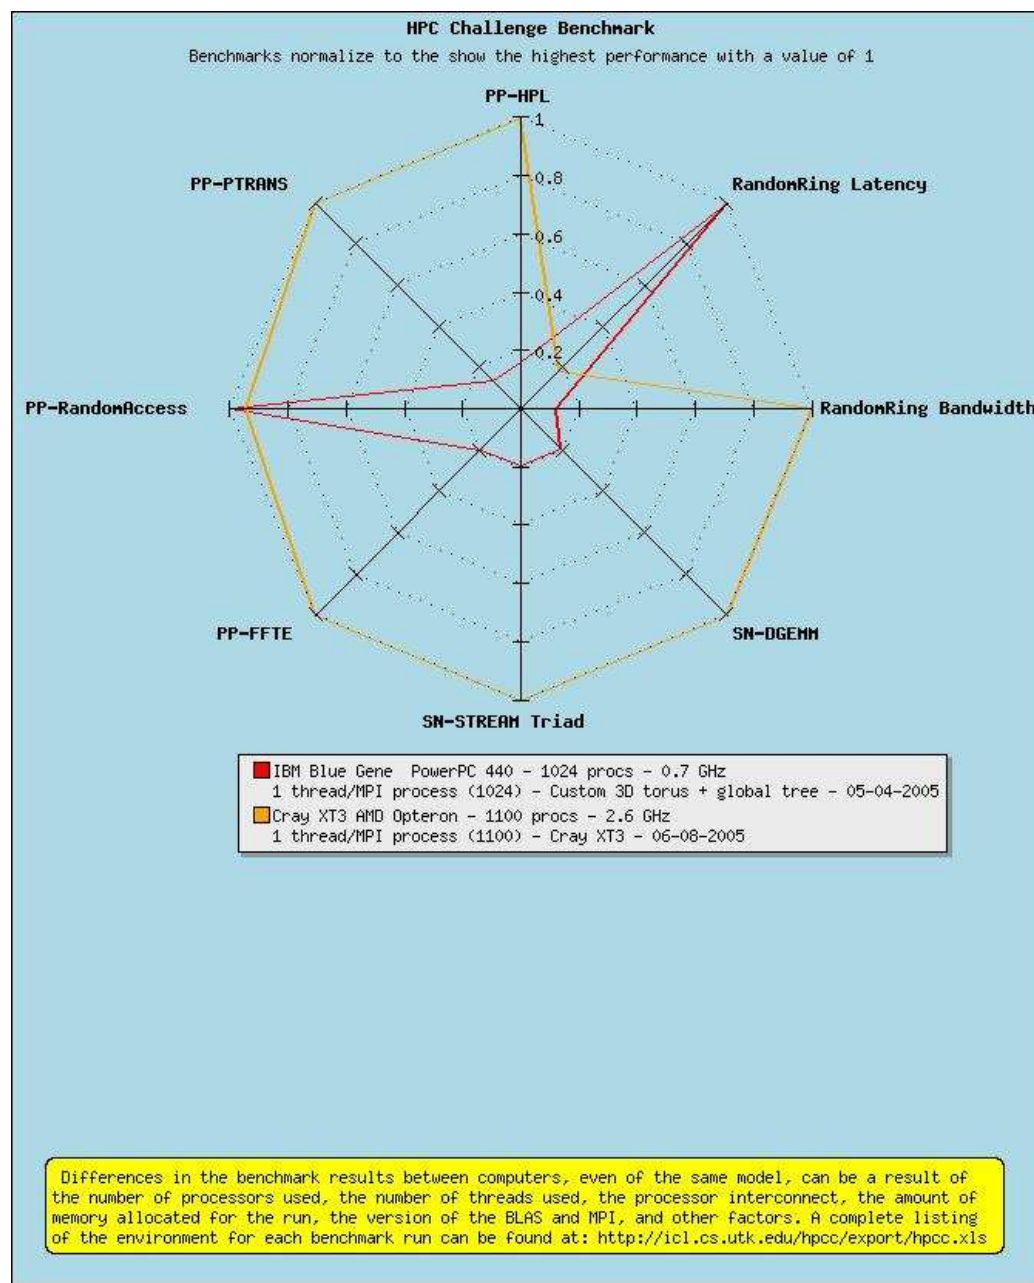 HPC Challenge Benchmark
Benchmarks normalize to the show the highest performance with a value of 1
PP-HPL
1
PP-PTRANS
RandomRing Latency
0.8
0.6
0.4
0.2
PP-RandomAccess
RandomRing Bandwidth
PP-FFTE
SN-DGEMM
SN-STREAM Triad
IBM Blue Gene PowerPC 440 - 1024 procs - 0.7 GHz
1 thread/MPI process (1024) - Custom 3D torus + global tree - 05-04-2005
Cray XT3 AMD Opteron - 1100 procs - 2.6 GHz
1 thread/MPI process (1100) - Cray XT3 - 06-08-2005
Differences in the benchmark results between computers, even of the same model, can be a result of
the number of processors used, the number of threads used, the processor interconnect, the amount of
memory allocated for the run, the version of the BLAS and MPI, and other factors. A complete listing
of the environment for each benchmark run can be found at: http://icl.cs.utk.edu/hpcc/export/hpcc.xls